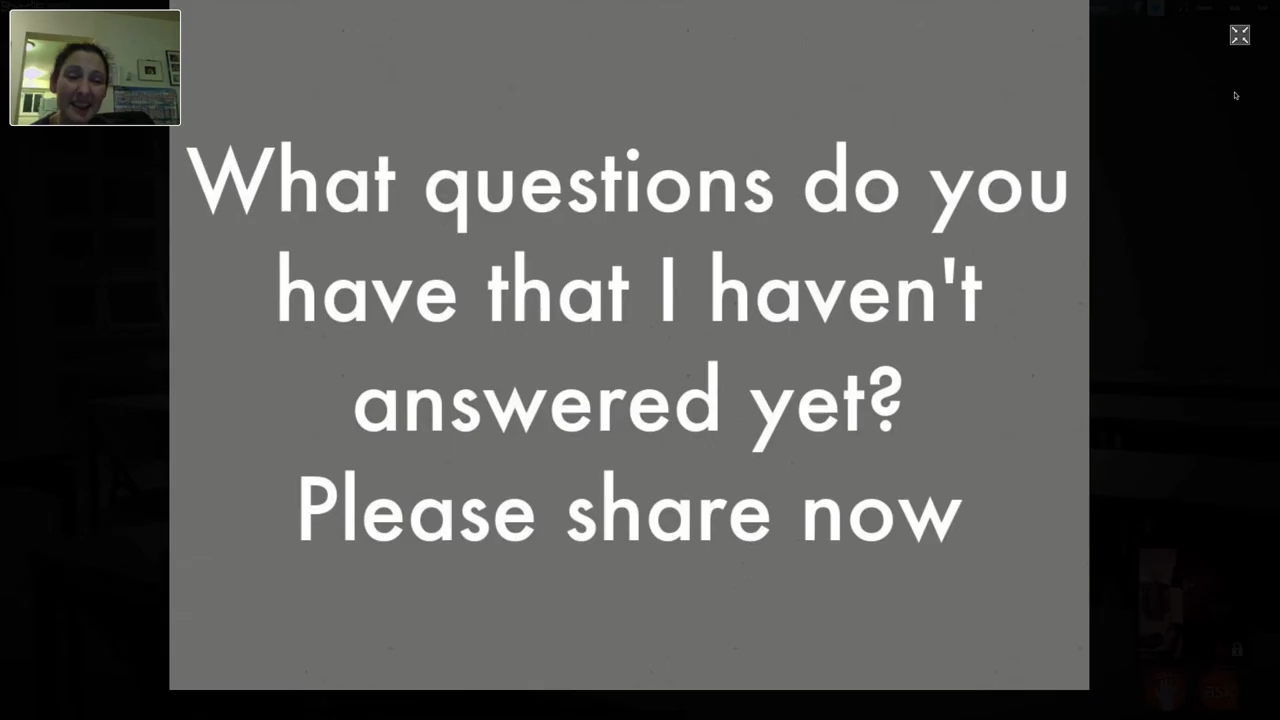 What questions do you
have that I haven't
answered yet?
Please share now